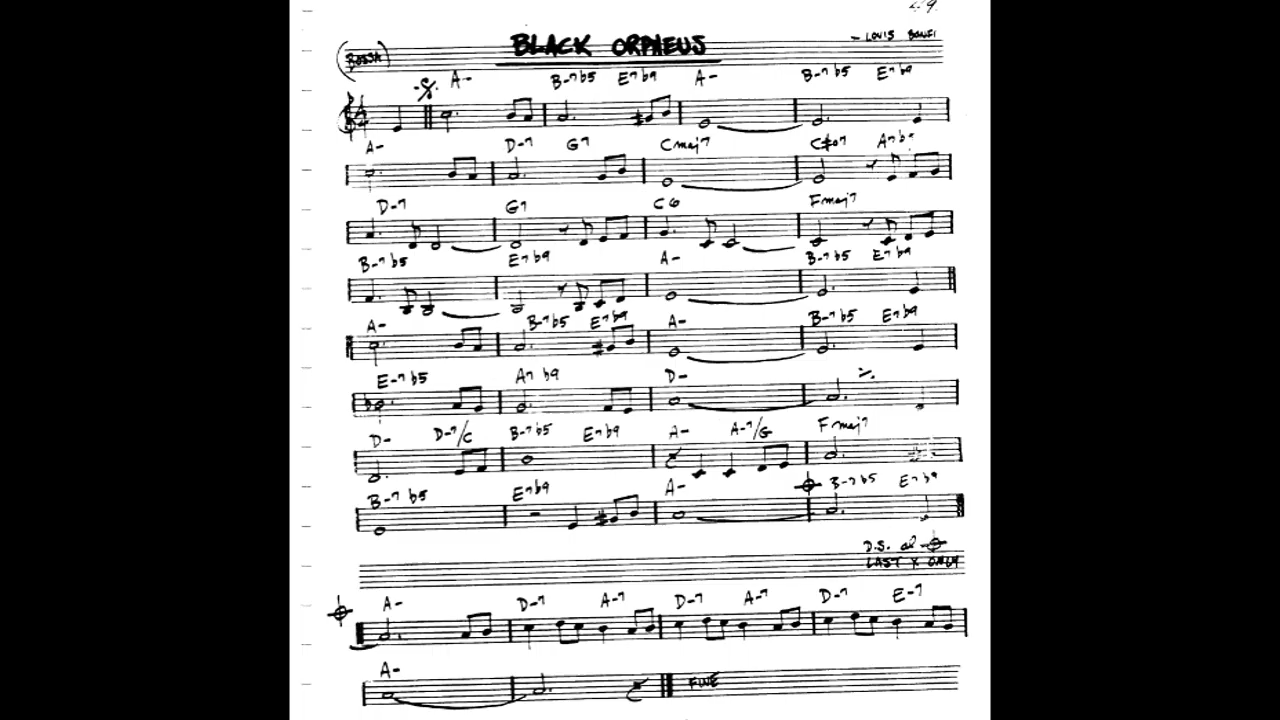 49
BLACK ORPHEUS
- LOUIS BONFI
(BOSSA)
A- B-7b5 E7b9 A- B-7b5 E7b9
A- D-7 G7 Cmaj7 C#o7 A7b9
D-7 G7 C6 Fmaj7
B-7b5 E7b9 A- B-7b5 E7b9
A- B-7b5 E7b9 A- B-7b5 E7b9
E-7b5 A7b9 D-
D- D-7/C B-7b5 E7b9 A- A-7/G Fmaj7
B-7b5 E7b9 A- B-7b5 E7b9
D.S. al
LAST X ONLY
A- D-7 A-7 D-7 A-7 D-7 E-7
A-
FINE